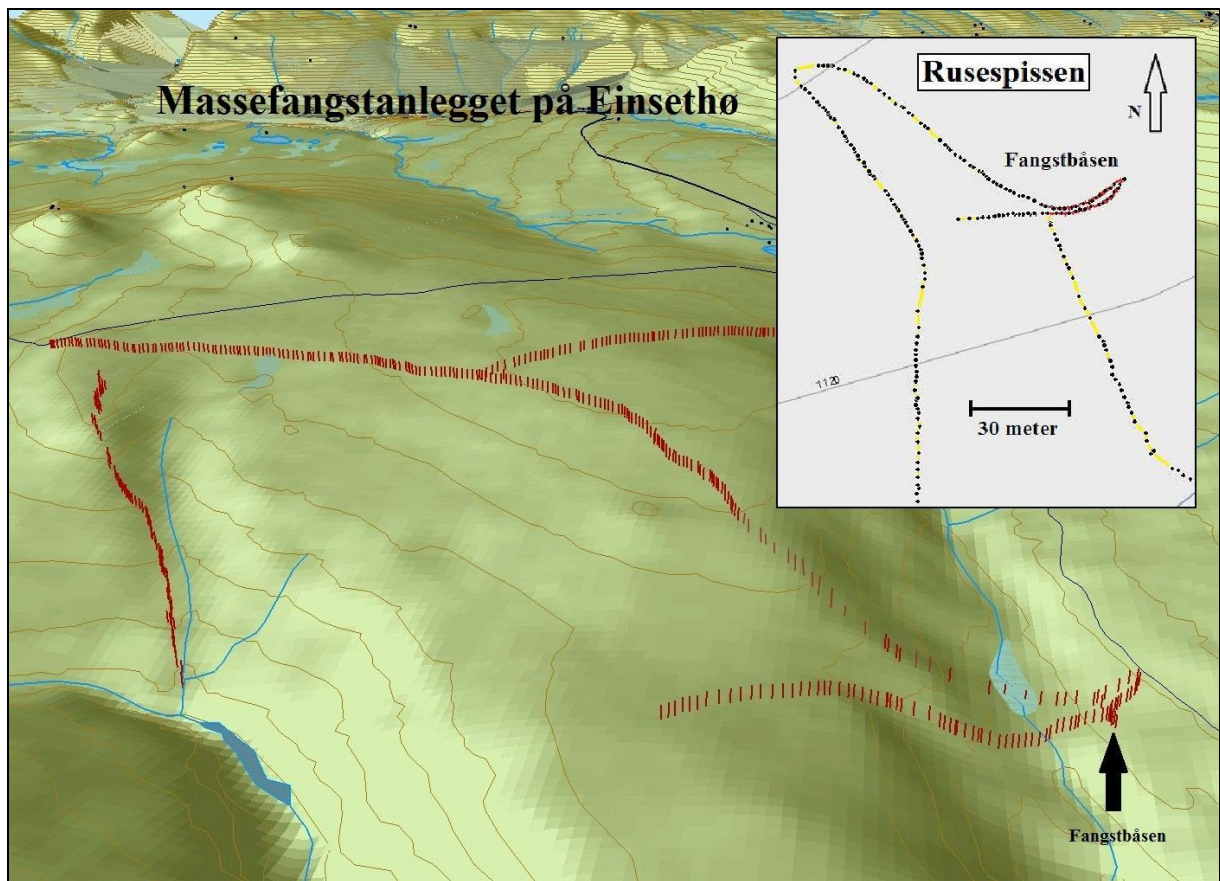 Massefangstanlegget på Einsethø
Rusespissen
N
Fangstbåsen
1120
30 meter
Fangstbåsen